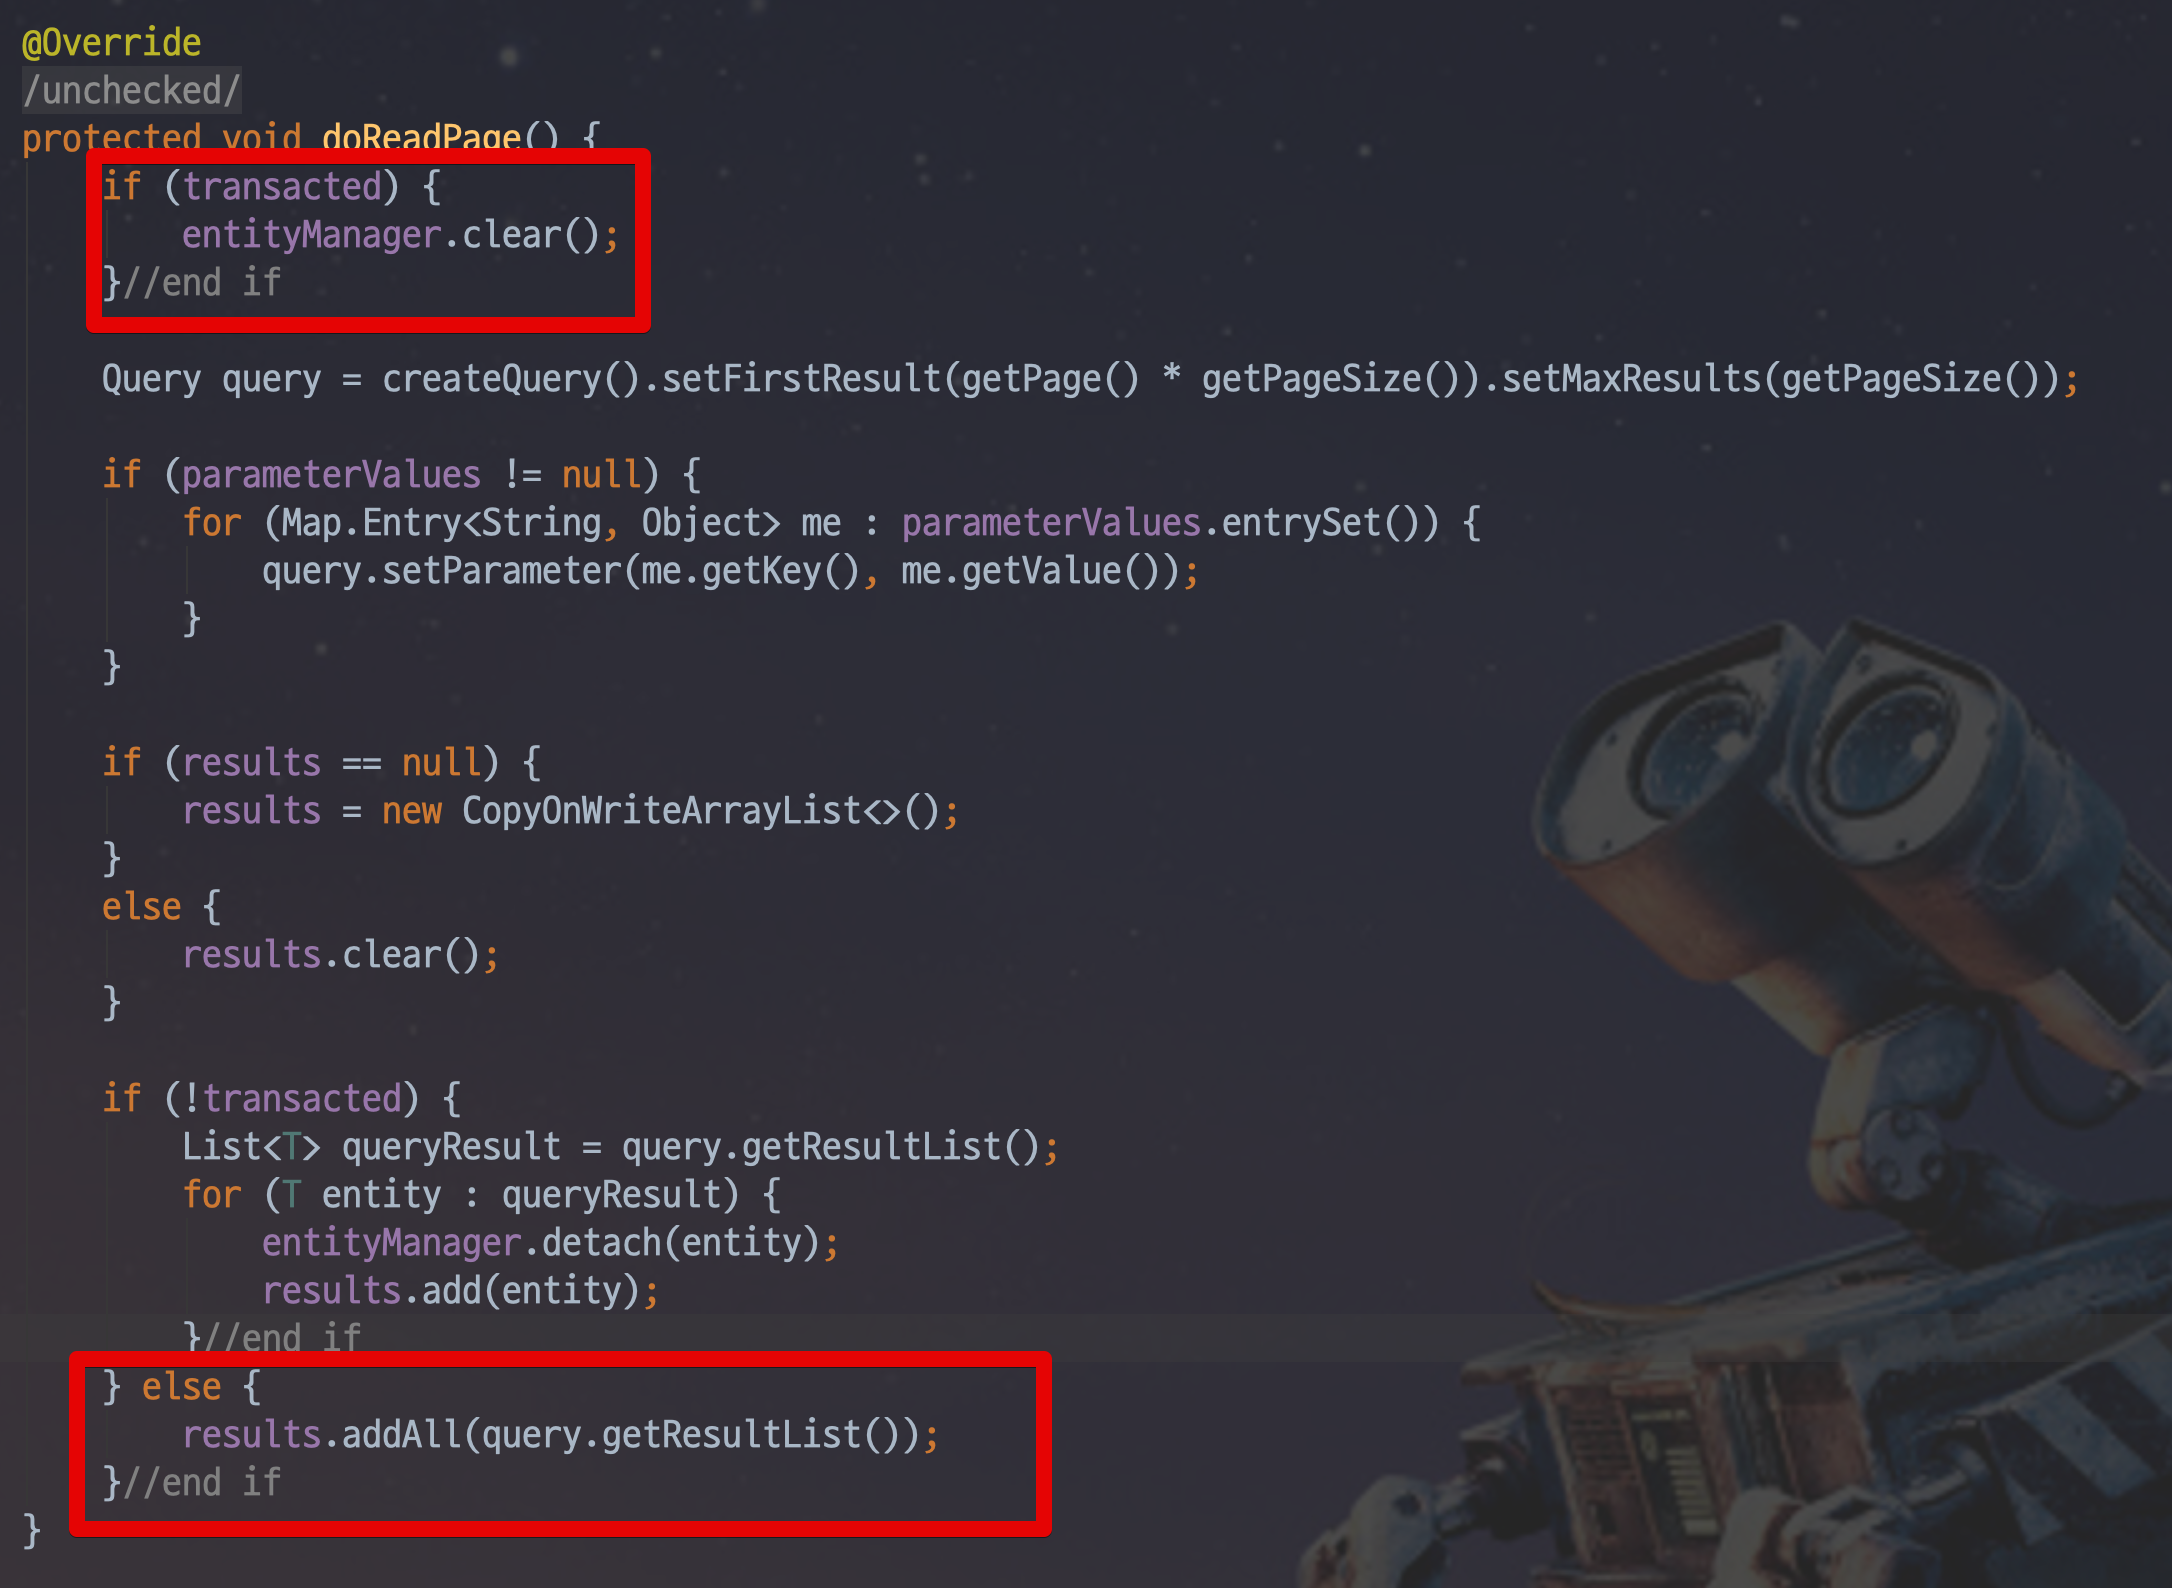 @Override
/unchecked/
protected void doReadPage() {
if (transacted) {
entityManager.clear();
}//end if
Query query = createQuery().setFirstResult(getPage() * getPageSize()).setMaxResults(getPageSize());
if (parameterValues != null) {
for (Map.Entry<String, Object> me : parameterValues.entrySet()) {
query.setParameter(me.getKey(), me.getValue());
}
}
if (results == null) {
results = new CopyOnWriteArrayList<>();
}
else {
results.clear();
}
if (!transacted) {
List<T> queryResult = query.getResultList();
for (T entity : queryResult) {
entityManager.detach(entity);
results.add(entity);
}//end if
} else {
results.addAll(query.getResultList());
}//end if
}